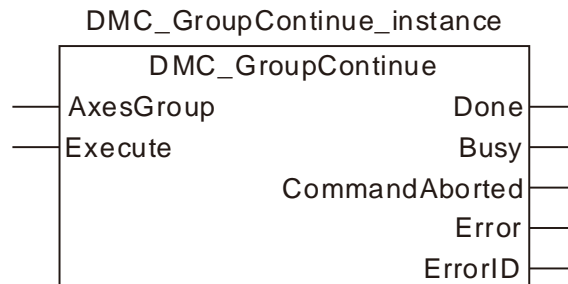 DMC_GroupContinue_instance
DMC_GroupContinue
AxesGroup Done
Execute Busy
CommandAborted
Error
ErrorID